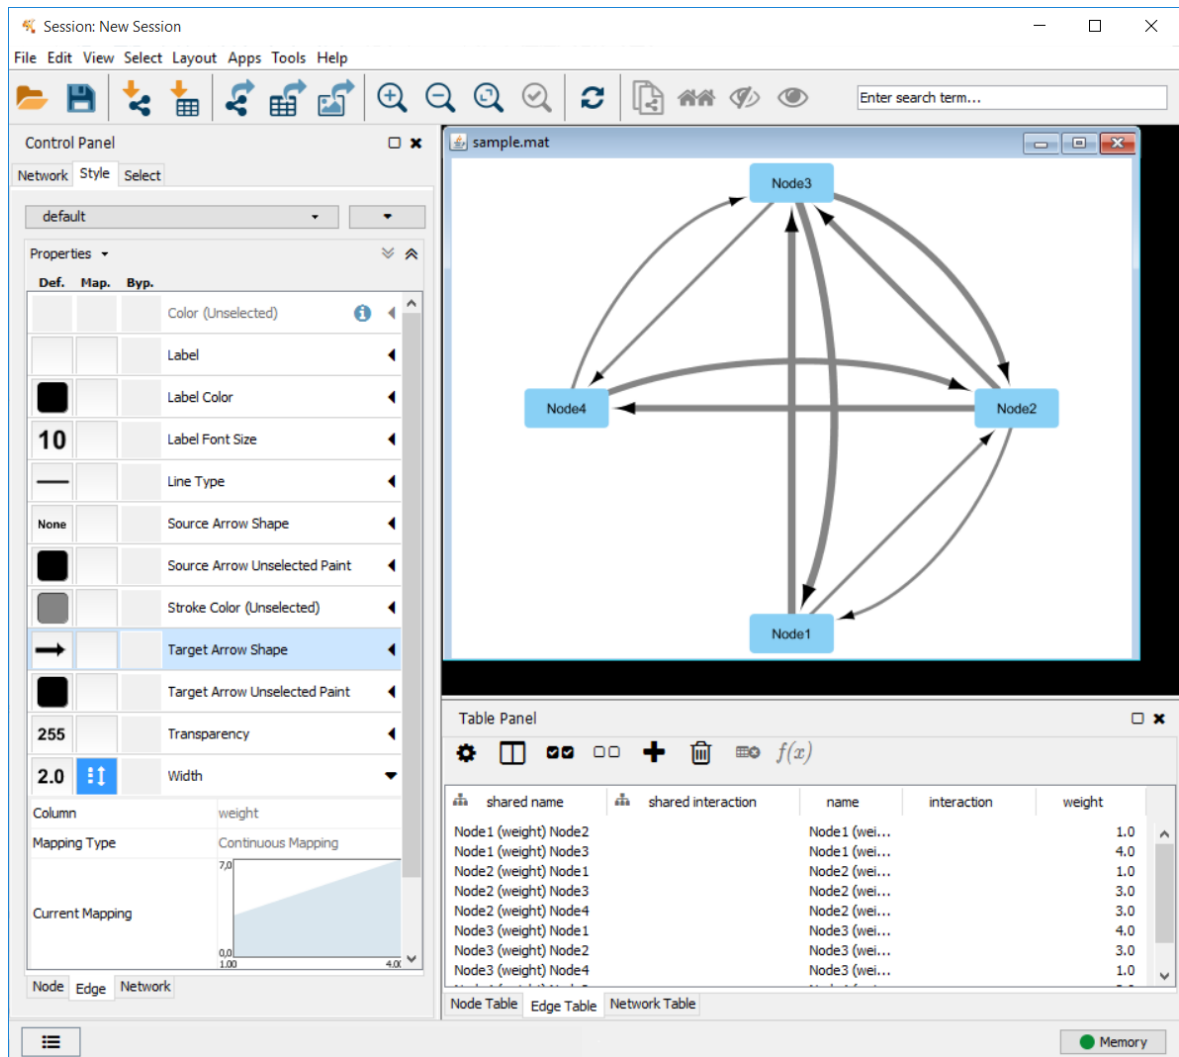 Session: New Session
File Edit View Select Layout Apps Tools Help
Enter search term...
Control Panel
Network Style Select
default
Properties
Def. Map. Byp.
Color (Unselected)
Label
Label Color
10 Label Font Size
Line Type
None Source Arrow Shape
Source Arrow Unselected Paint
Stroke Color (Unselected)
Target Arrow Shape
Target Arrow Unselected Paint
255 Transparency
2.0 Width
Column weight
Mapping Type Continuous Mapping
7,0
Current Mapping
0,0
1.00 4.00
Node Edge Network
sample.mat
Node3
Node4
Node2
Node1
Table Panel
f(x)
shared name shared interaction name interaction weight
Node1 (weight) Node2 Node1 (wei... 1.0
Node1 (weight) Node3 Node1 (wei... 4.0
Node2 (weight) Node1 Node2 (wei... 1.0
Node2 (weight) Node3 Node2 (wei... 3.0
Node2 (weight) Node4 Node2 (wei... 3.0
Node3 (weight) Node1 Node3 (wei... 4.0
Node3 (weight) Node2 Node3 (wei... 3.0
Node3 (weight) Node4 Node3 (wei... 1.0
Node Table Edge Table Network Table
Memory